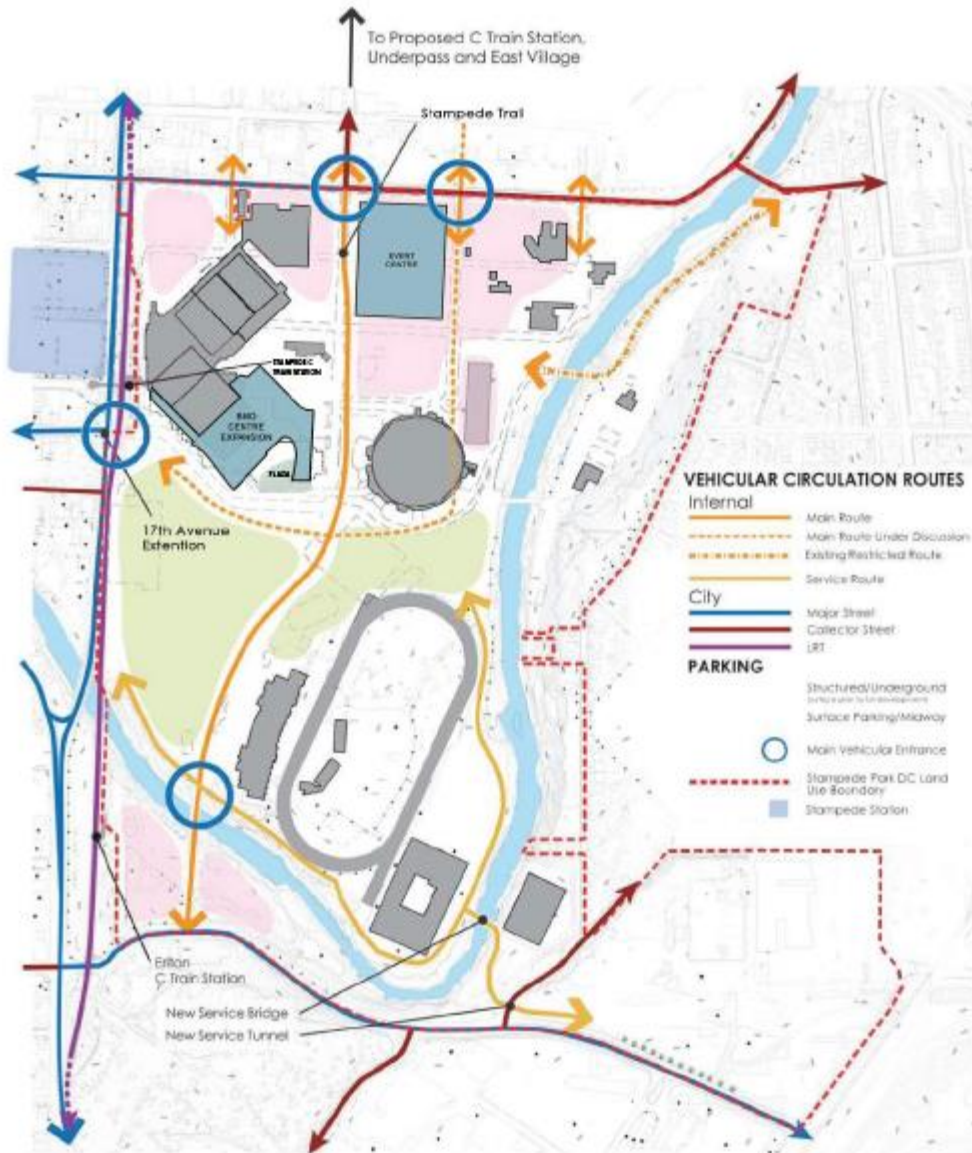 To Proposed C Train Station,
Underpass and East Village
Stampede Trail
EVENT
CENTRE
TRAIN STATION
BMO
CENTRE
EXPANSION
PLAZA
17th Avenue
Extention
VEHICULAR CIRCULATION ROUTES
Internal
Main Route
Main Route Under Discussion
Existing Restricted Route
Service Route
City
Major Street
Collector Street
LRT
PARKING
Structured/Underground
Surface Parking/Midway
Main Vehicular Entrance
Stampede Park DC Land
Use Boundary
Stampede Station
Erlton
C Train Station
New Service Bridge
New Service Tunnel